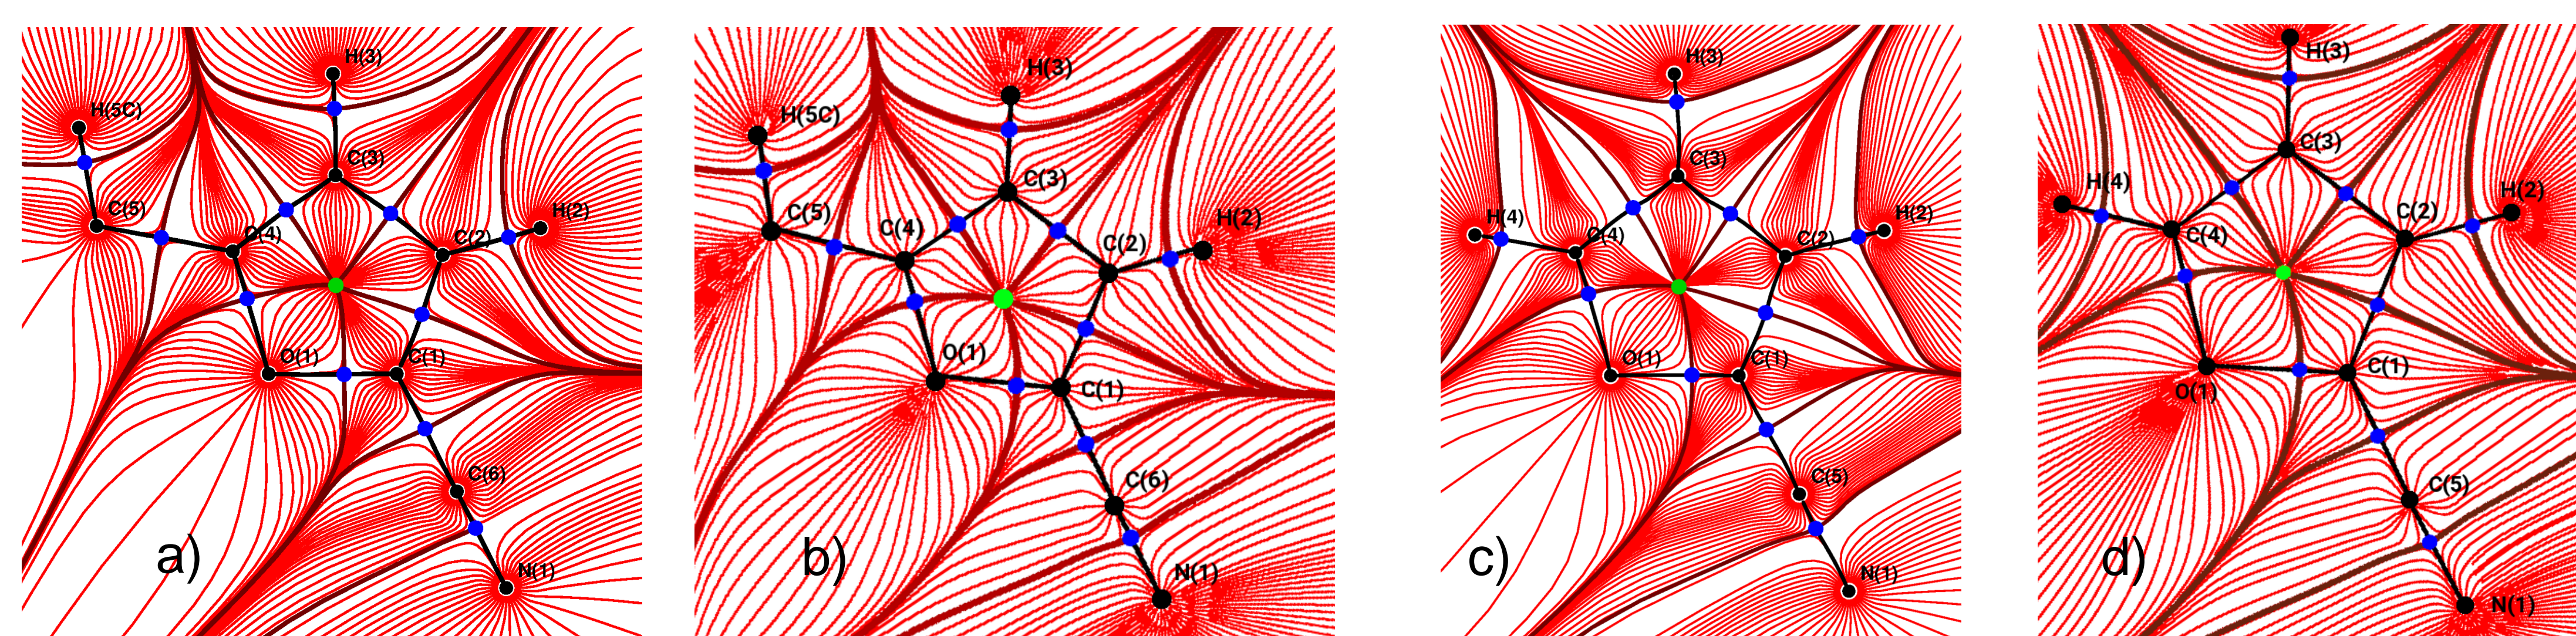 H(3)
H(5C)
C(3)
C(5)
C(4)
C(2)
H(2)
O(1)
C(1)
C(6)
N(1)
a)
H(3)
H(5C)
C(3)
C(5)
C(4)
C(2)
H(2)
O(1)
C(1)
C(6)
N(1)
b)
H(3)
C(3)
H(4)
C(4)
C(2)
H(2)
O(1)
C(1)
C(5)
N(1)
c)
H(3)
C(3)
H(4)
C(4)
C(2)
H(2)
O(1)
C(1)
C(5)
N(1)
d)